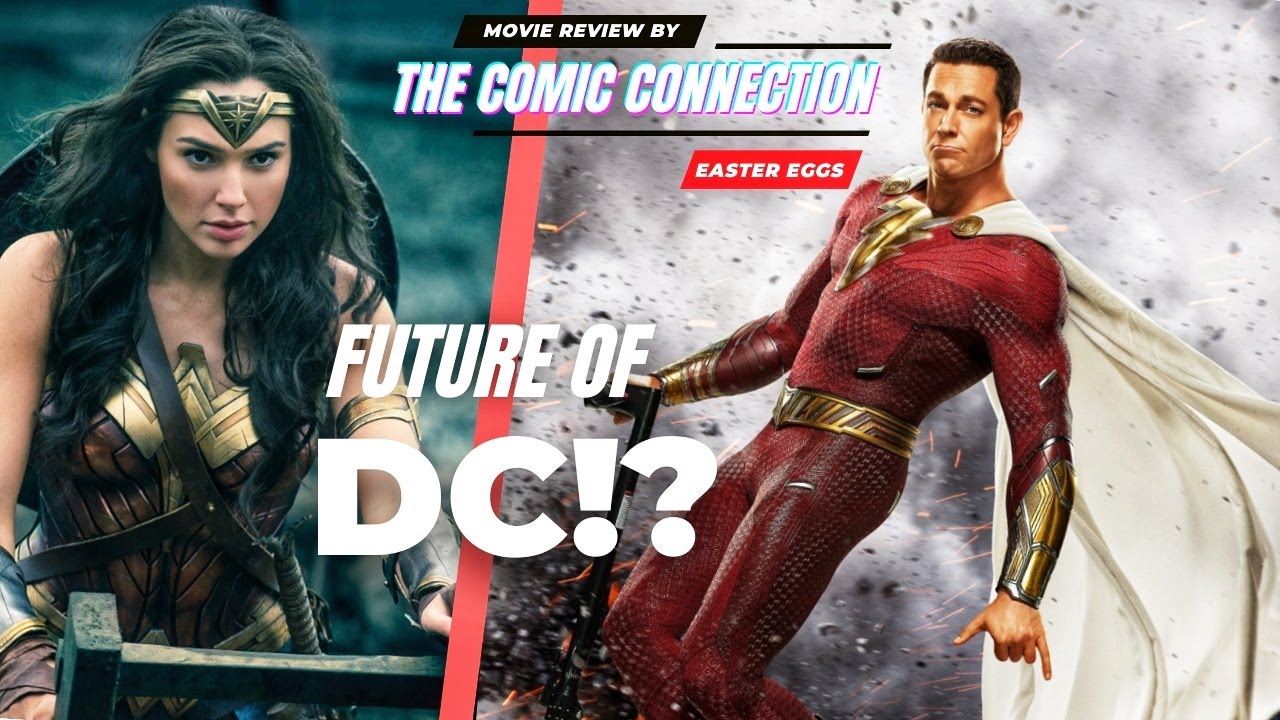 MOVIE REVIEW BY
THE COMIC CONNECTION
EASTER EGGS
FUTURE OF
DC!?